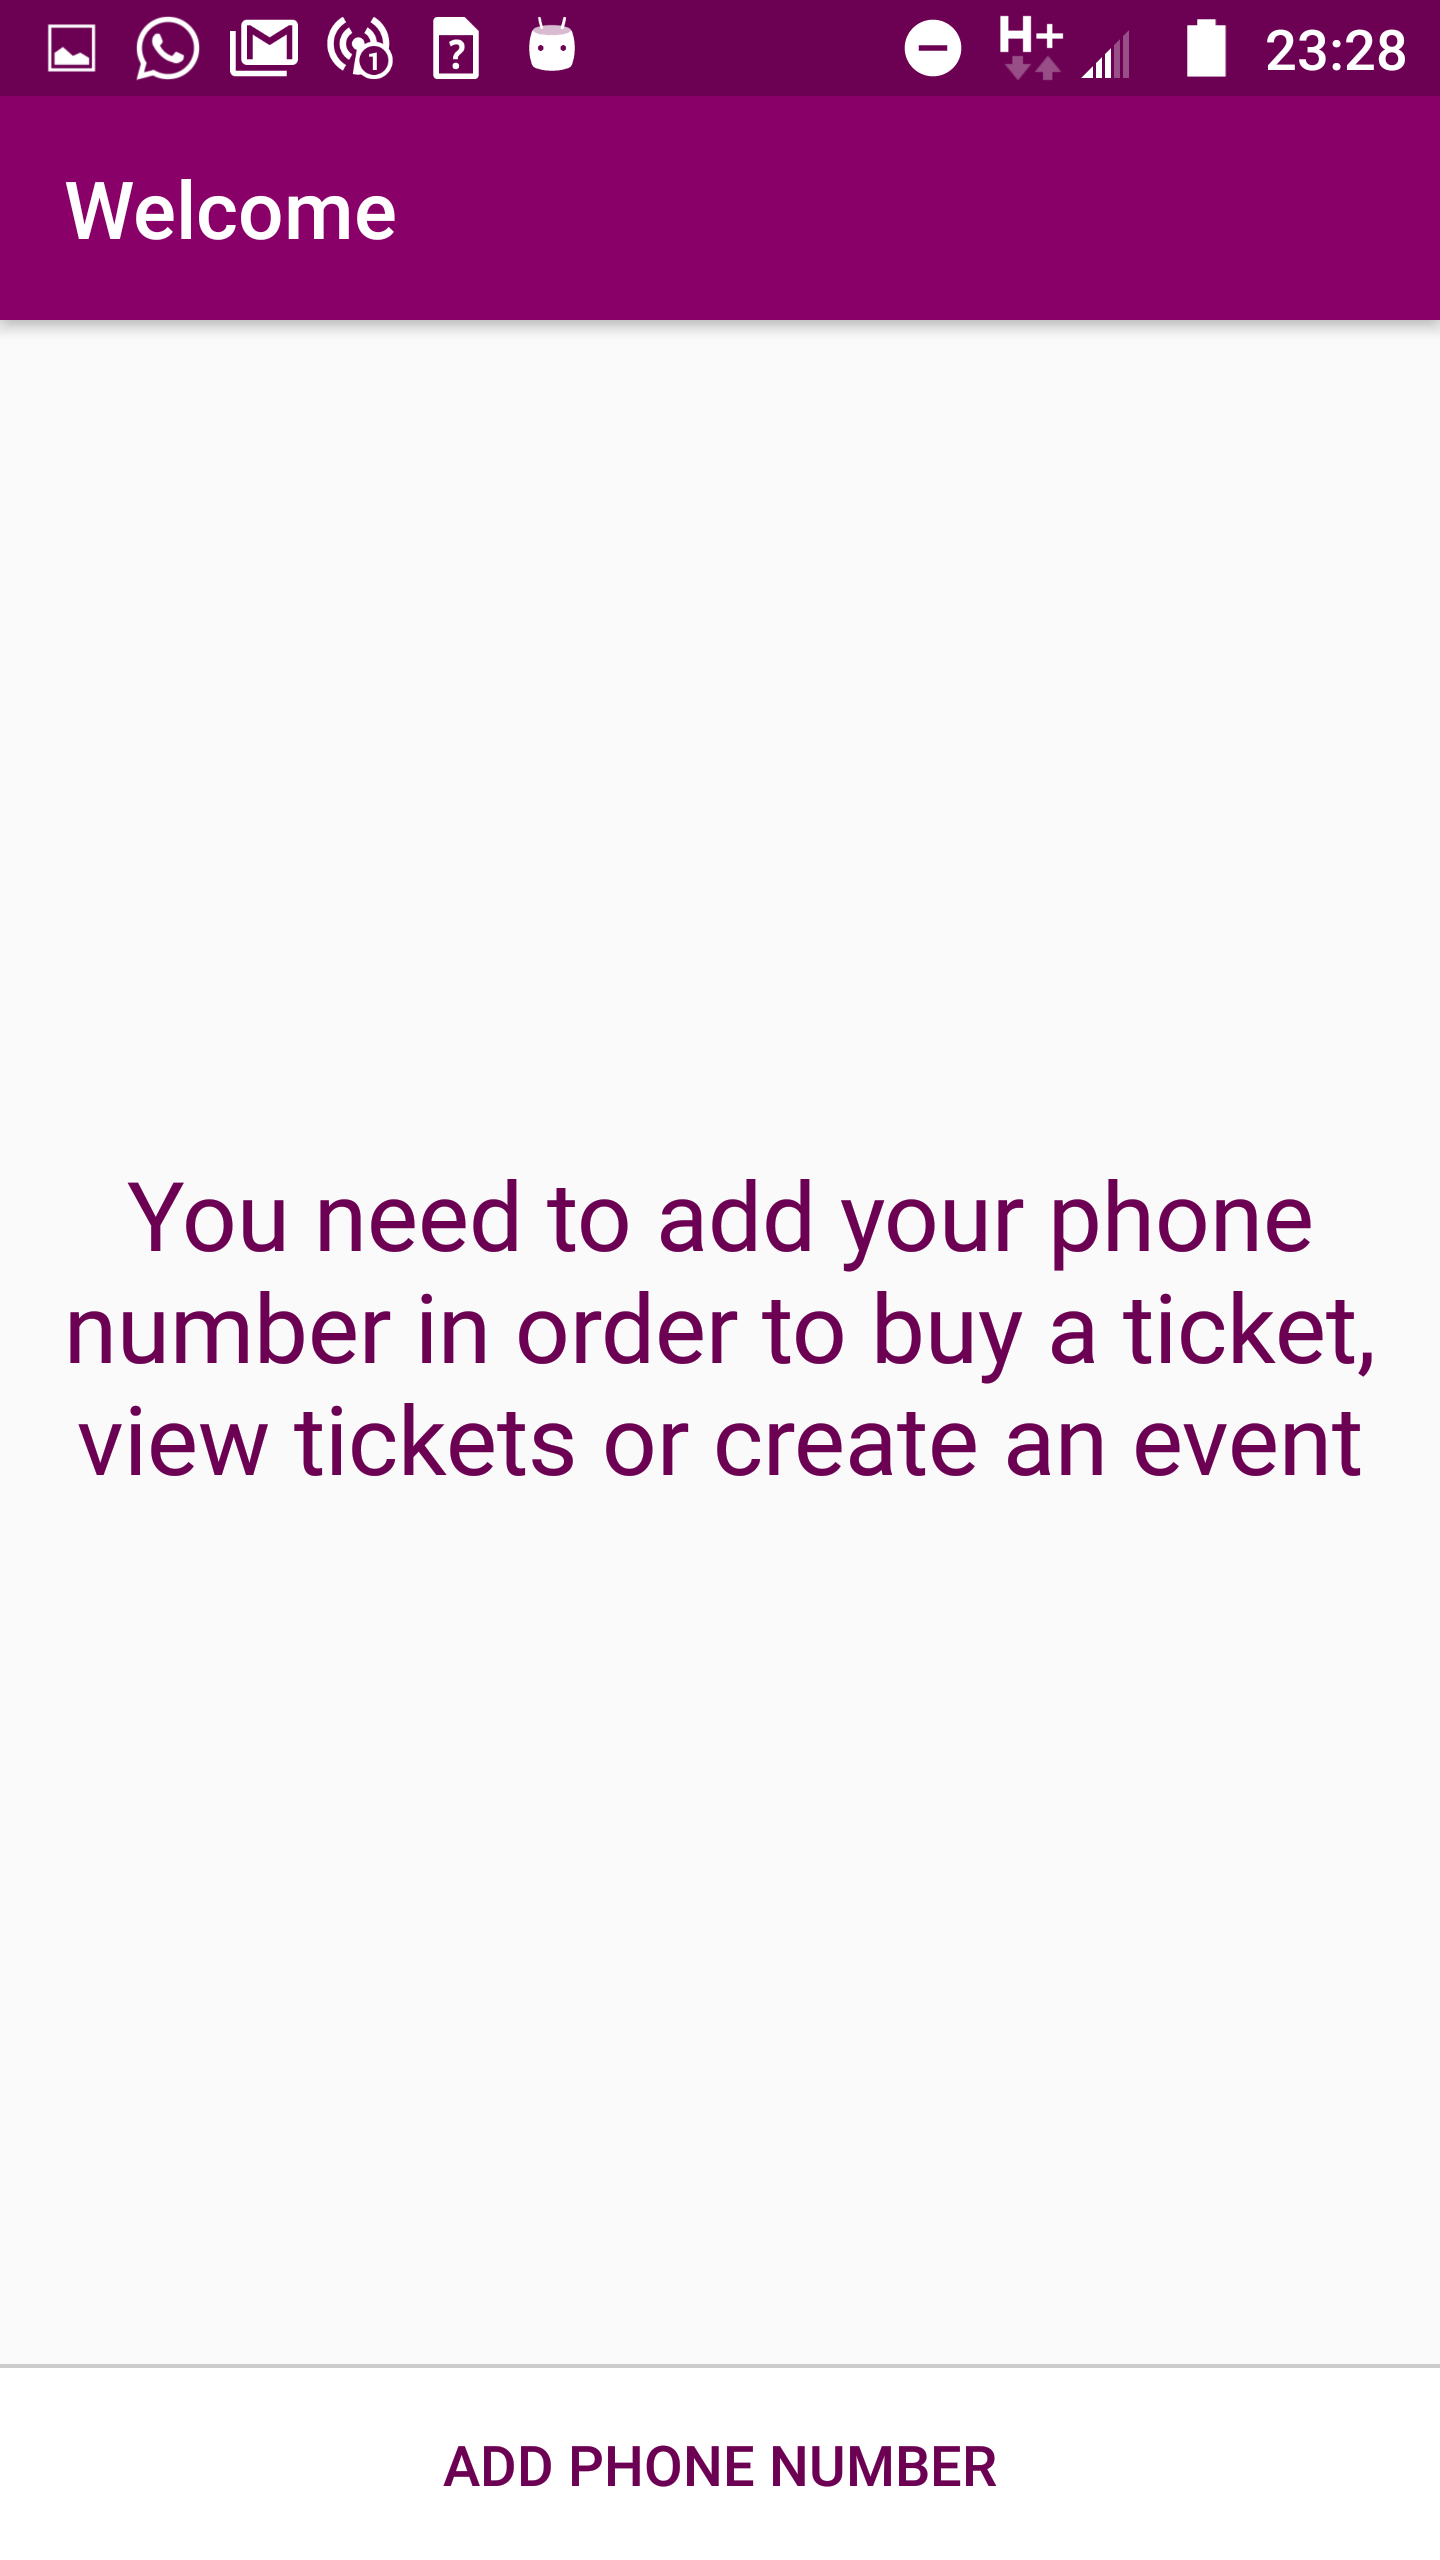 H+ 23:28
Welcome
You need to add your phone
number in order to buy a ticket,
view tickets or create an event
ADD PHONE NUMBER